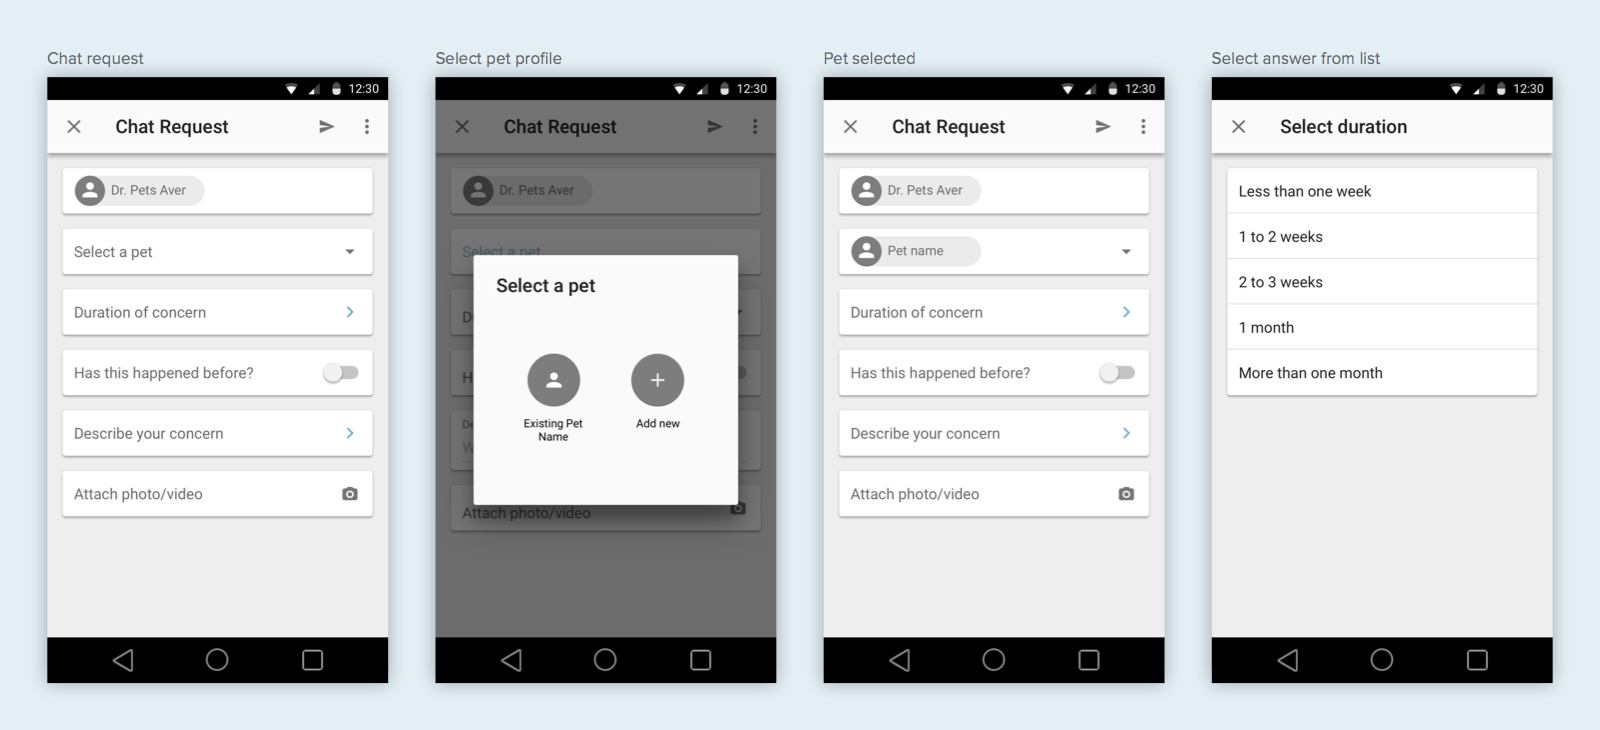 Chat request
12:30
Chat Request
Dr. Pets Aver
Select a pet
Duration of concern
Has this happened before?
Describe your concern
Attach photo/video
Select pet profile
12:30
Chat Request
Dr. Pets Aver
Select a pet
Select a pet
D
H
De
W
Existing Pet
Name
Add new
Attach photo/video
Pet selected
12:30
Chat Request
Dr. Pets Aver
Pet name
Duration of concern
Has this happened before?
Describe your concern
Attach photo/video
Select answer from list
12:30
Select duration
Less than one week
1 to 2 weeks
2 to 3 weeks
1 month
More than one month